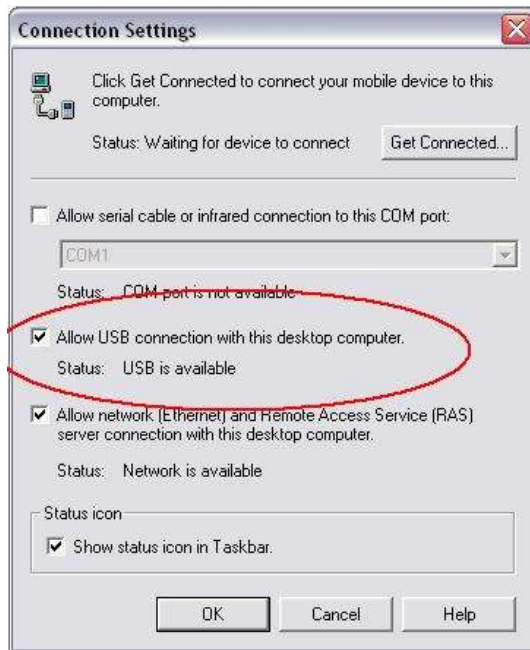 Connection Settings
Click Get Connected to connect your mobile device to this
computer.
Status: Waiting for device to connect
Get Connected...
Allow serial cable or infrared connection to this COM port:
COM1
Status: COM port is not available
Allow USB connection with this desktop computer.
Status: USB is available
Allow network (Ethernet) and Remote Access Service (RAS)
server connection with this desktop computer.
Status: Network is available
Status icon
Show status icon in Taskbar.
OK Cancel Help